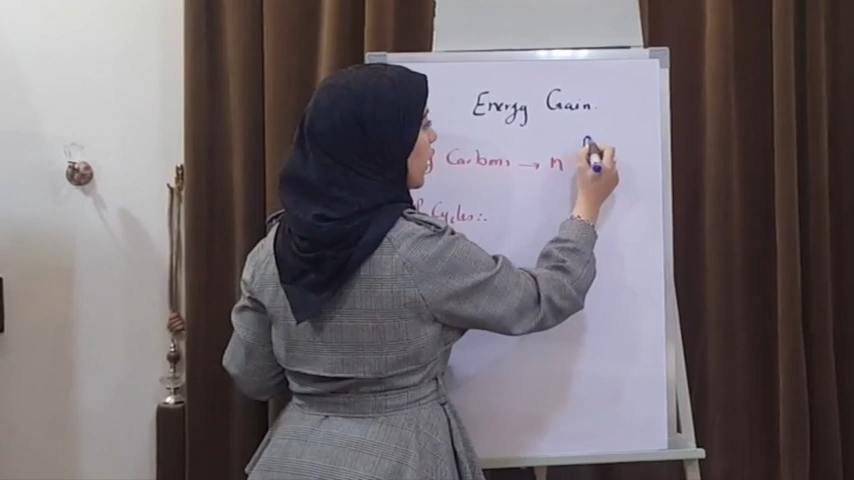 Energy Gain.
Carbons → n
Cycles:.